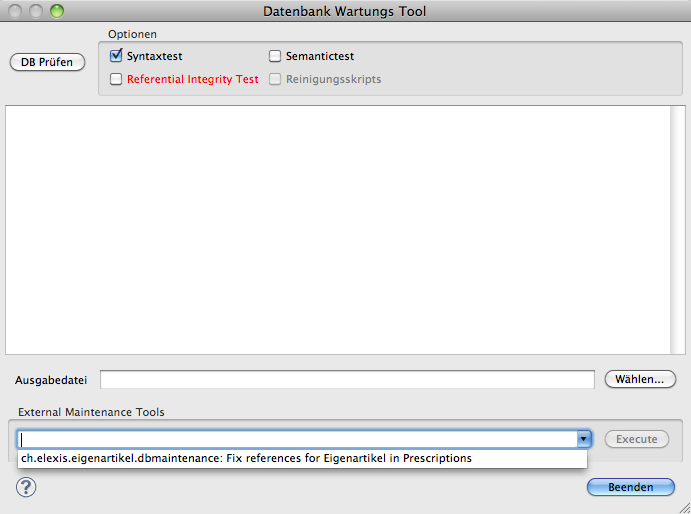 Datenbank Wartungs Tool
Optionen
DB Prüfen
Syntaxtest
Semantictest
Referential Integrity Test
Reinigungsskripts
Ausgabedatei
Wählen...
External Maintenance Tools
Execute
ch.elexis.eigenartikel.dbmaintenance: Fix references for Eigenartikel in Prescriptions
?
Beenden